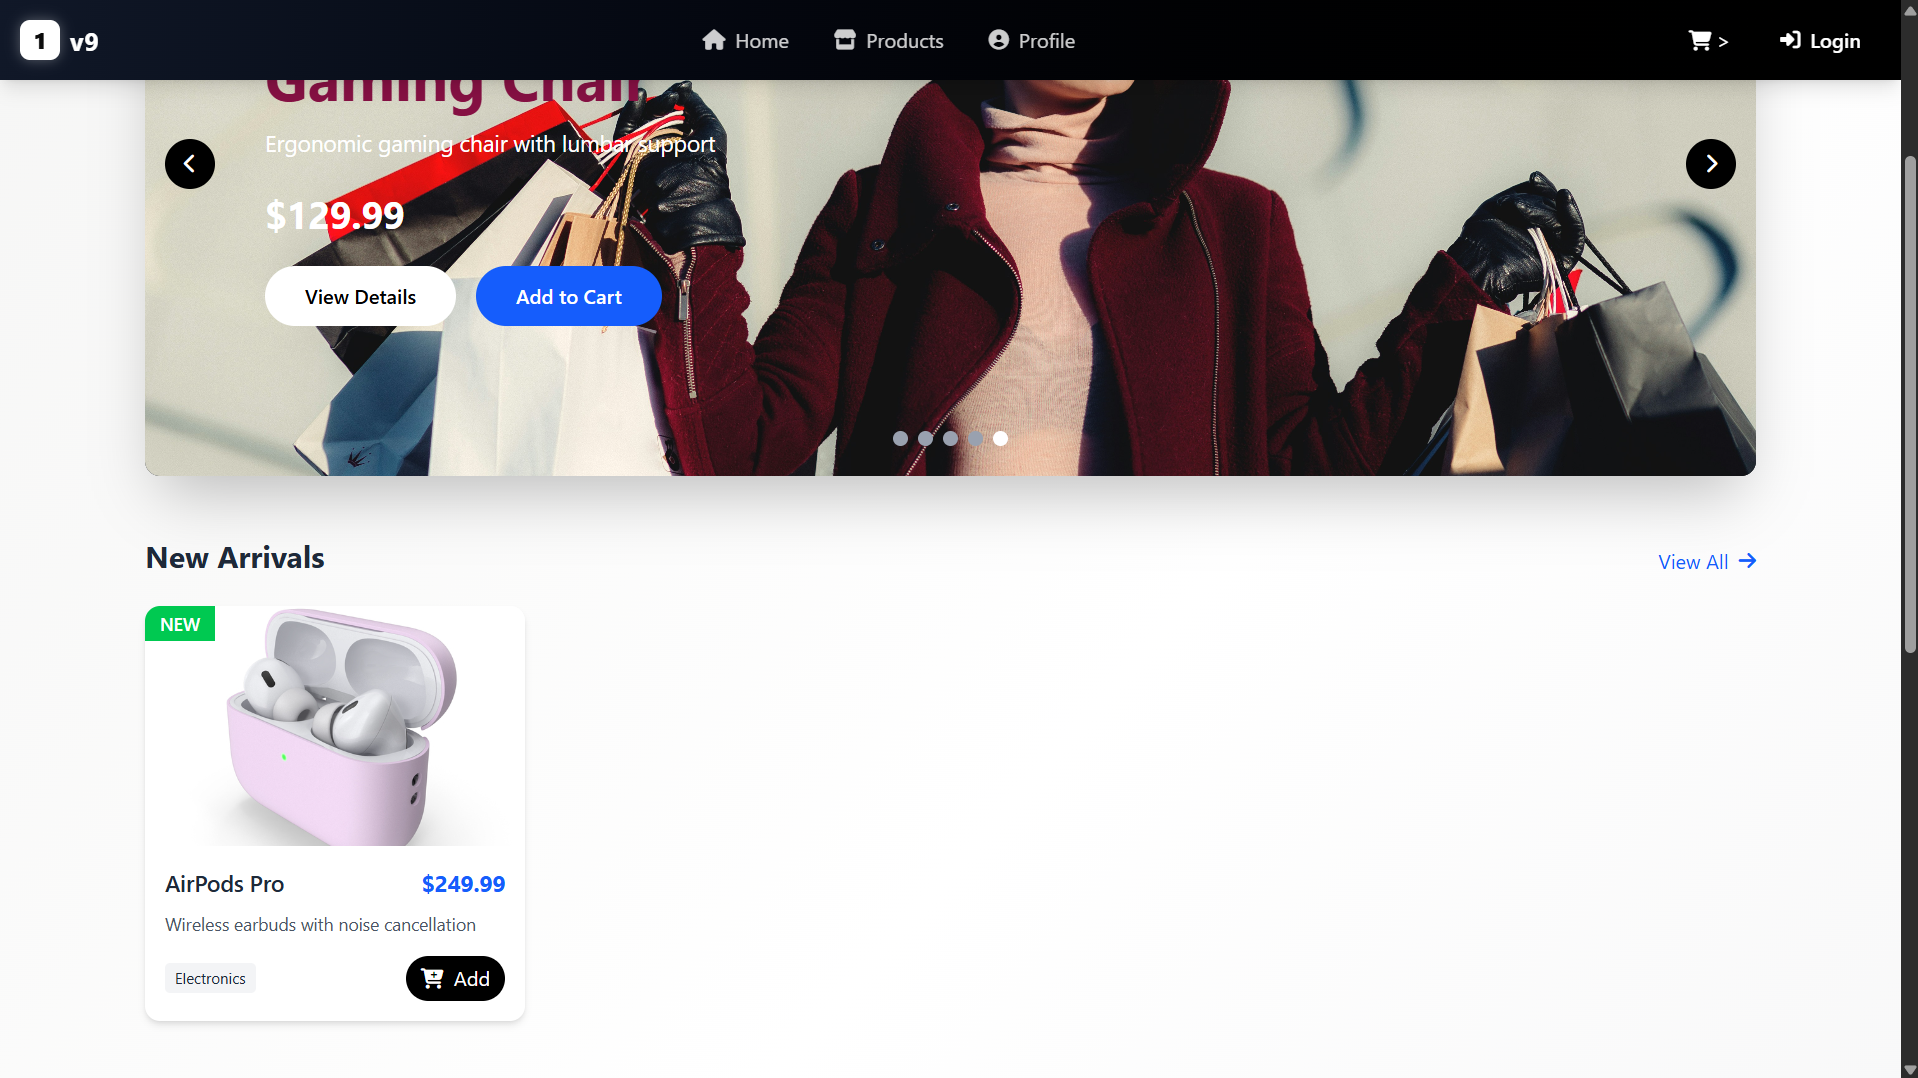 1 v9
Home
Products
Profile
>
Login
Gaming Chair
Ergonomic gaming chair with lumbar support
$129.99
View Details
Add to Cart
New Arrivals
View All
NEW
AirPods Pro
$249.99
Wireless earbuds with noise cancellation
Electronics
Add